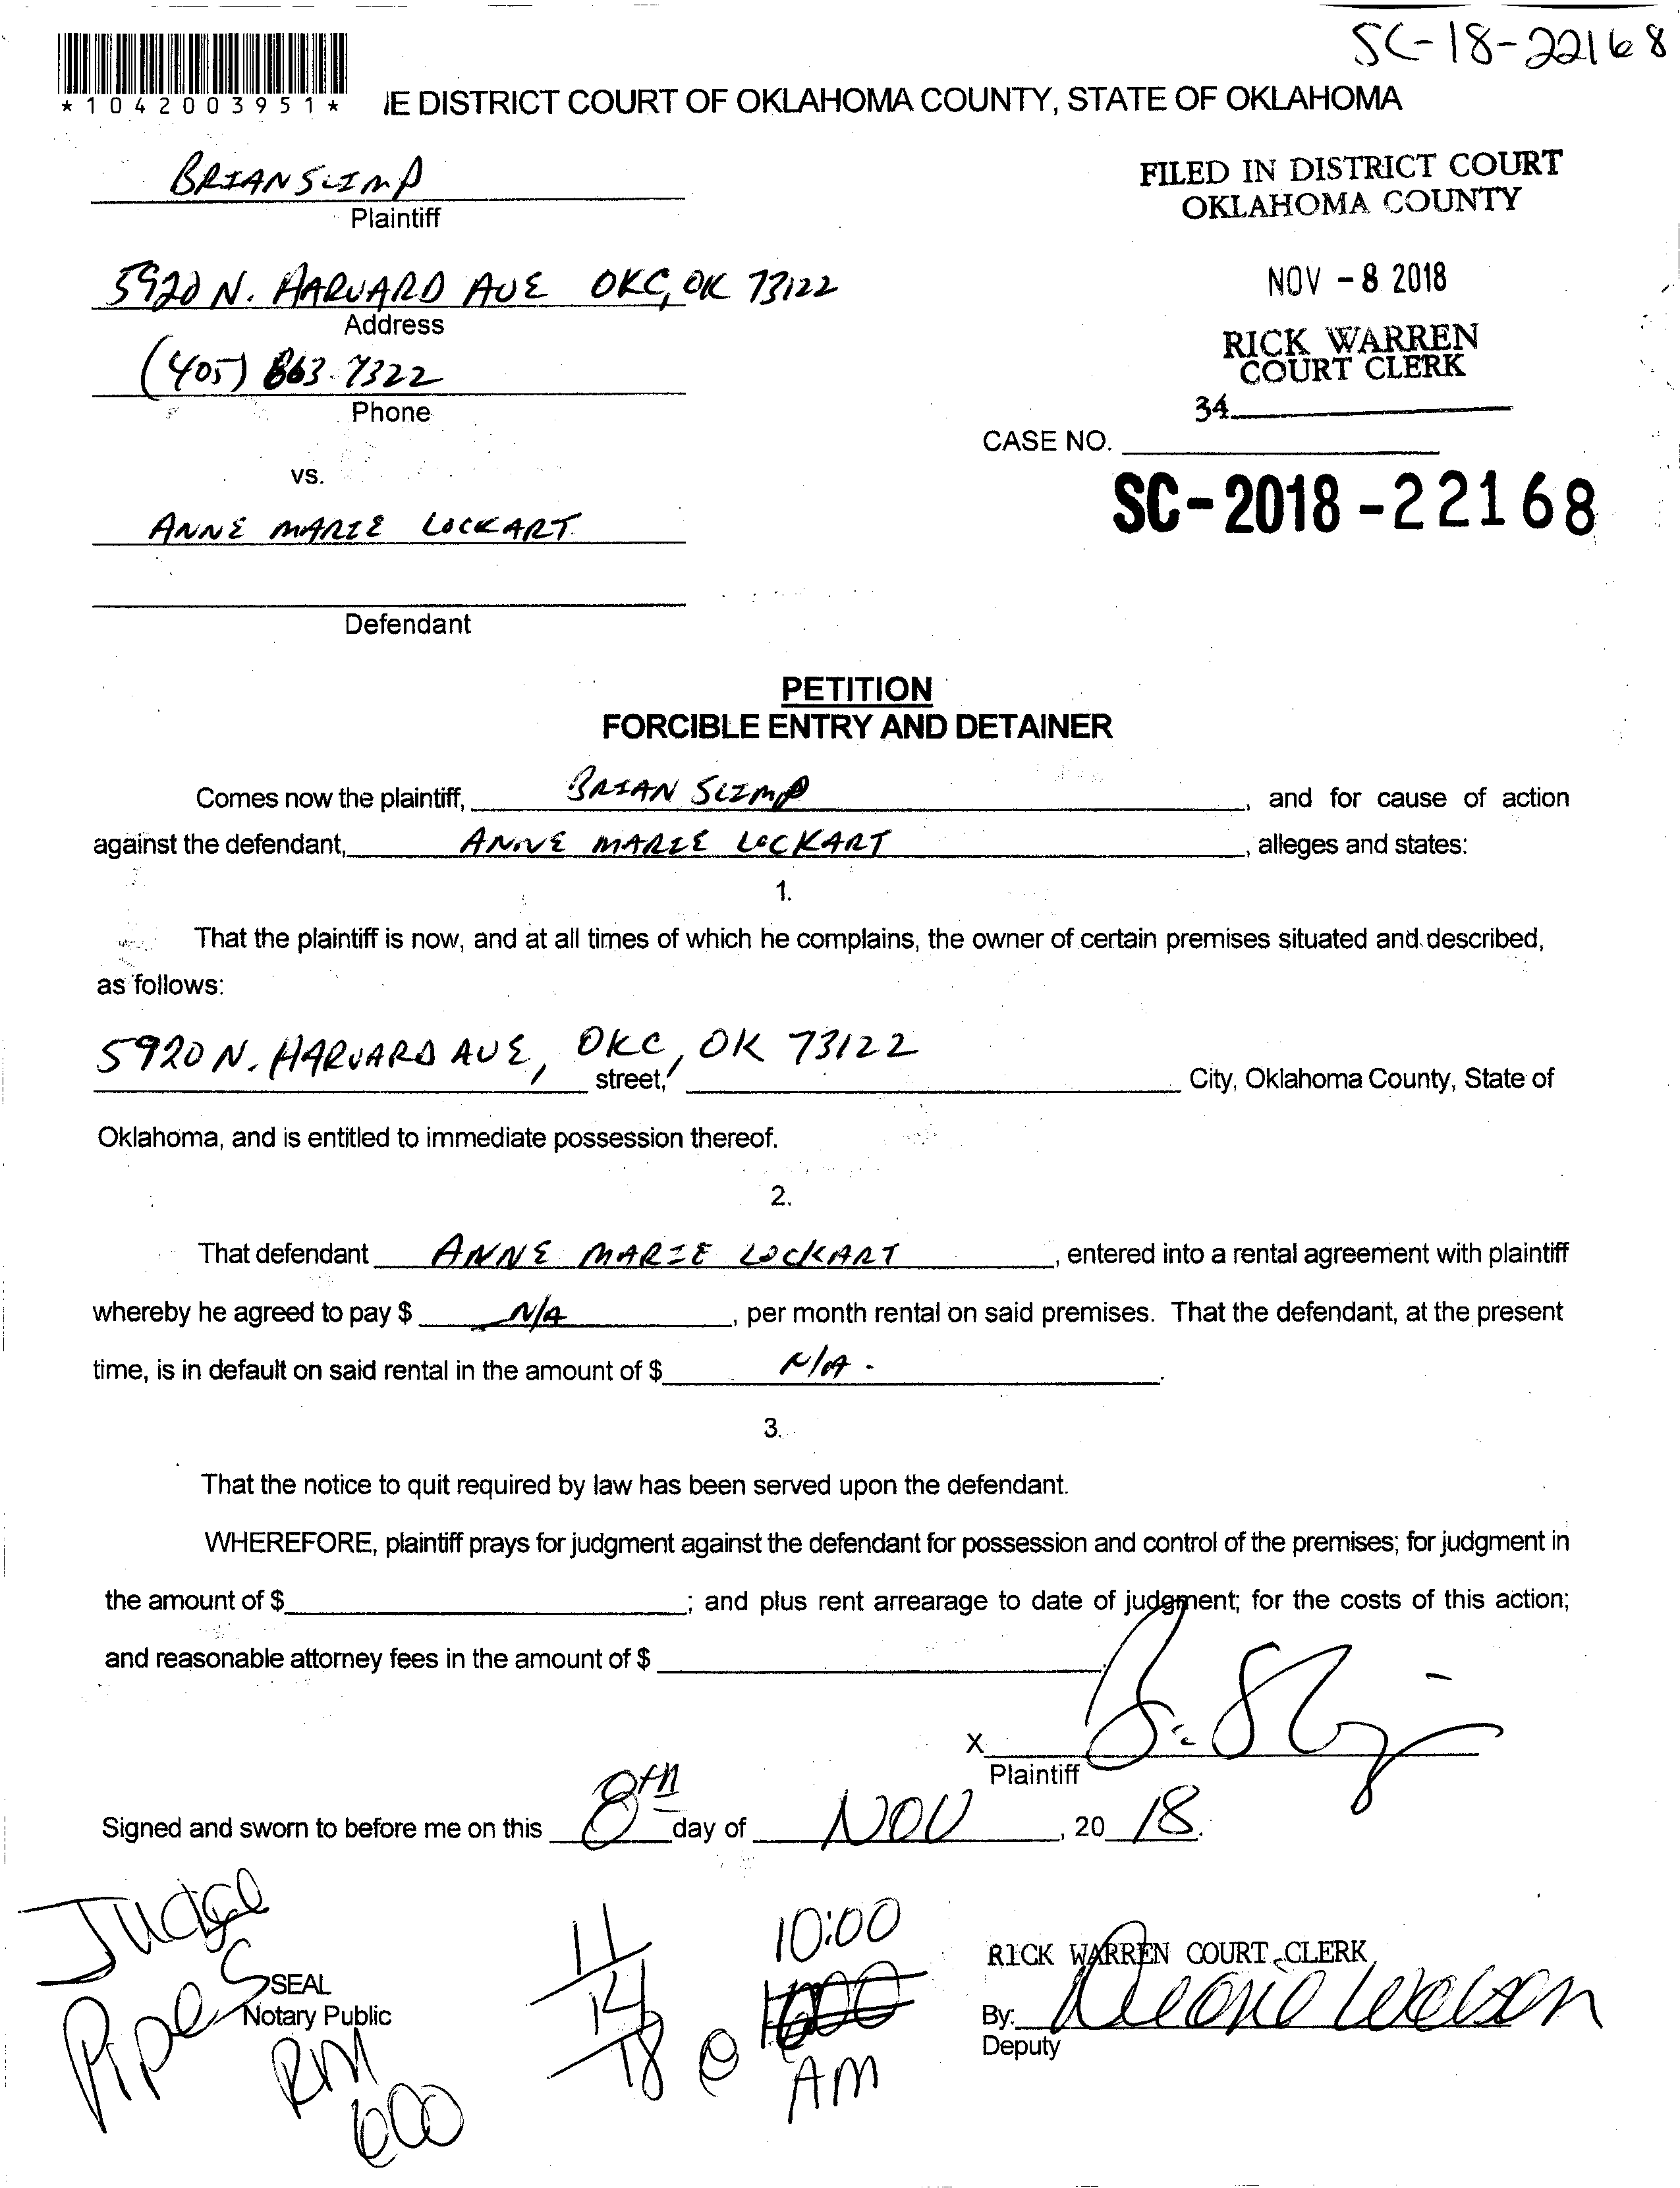 SC-18-22168
*1042003951*
IE DISTRICT COURT OF OKLAHOMA COUNTY, STATE OF OKLAHOMA
BRIAN SLIMP
Plaintiff
FILED IN DISTRICT COURT
OKLAHOMA COUNTY
5920 N. HARVARD AVE OKC, OK 73122
Address
NOV - 8 2018
(405) 863-7322
Phone
RICK WARREN
COURT CLERK
34
CASE NO.
vs.
SC-2018-22168
ANNE MARIE LOCKART
Defendant
PETITION
FORCIBLE ENTRY AND DETAINER
Comes now the plaintiff, BRIAN SLIMP, and for cause of action
against the defendant, ANNE MARIE LOCKART, alleges and states:
1.
That the plaintiff is now, and at all times of which he complains, the owner of certain premises situated and described,
as follows:
5920 N. HARVARD AVE, OKC, OK 73122
street, City, Oklahoma County, State of
Oklahoma, and is entitled to immediate possession thereof.
2.
That defendant ANNE MARIE LOCKART, entered into a rental agreement with plaintiff
whereby he agreed to pay $ N/A, per month rental on said premises. That the defendant, at the present
time, is in default on said rental in the amount of $ N/A.
3.
That the notice to quit required by law has been served upon the defendant.
WHEREFORE, plaintiff prays for judgment against the defendant for possession and control of the premises; for judgment in
the amount of $; and plus rent arrearage to date of judgment; for the costs of this action;
and reasonable attorney fees in the amount of $.
X
Plaintiff
Signed and sworn to before me on this 8th day of NOV, 2018.
Judge
Pipes
SEAL
Notary Public
RM
600
11/14/18 @ 10:00
AM
RICK WARREN COURT CLERK
By:
Deputy